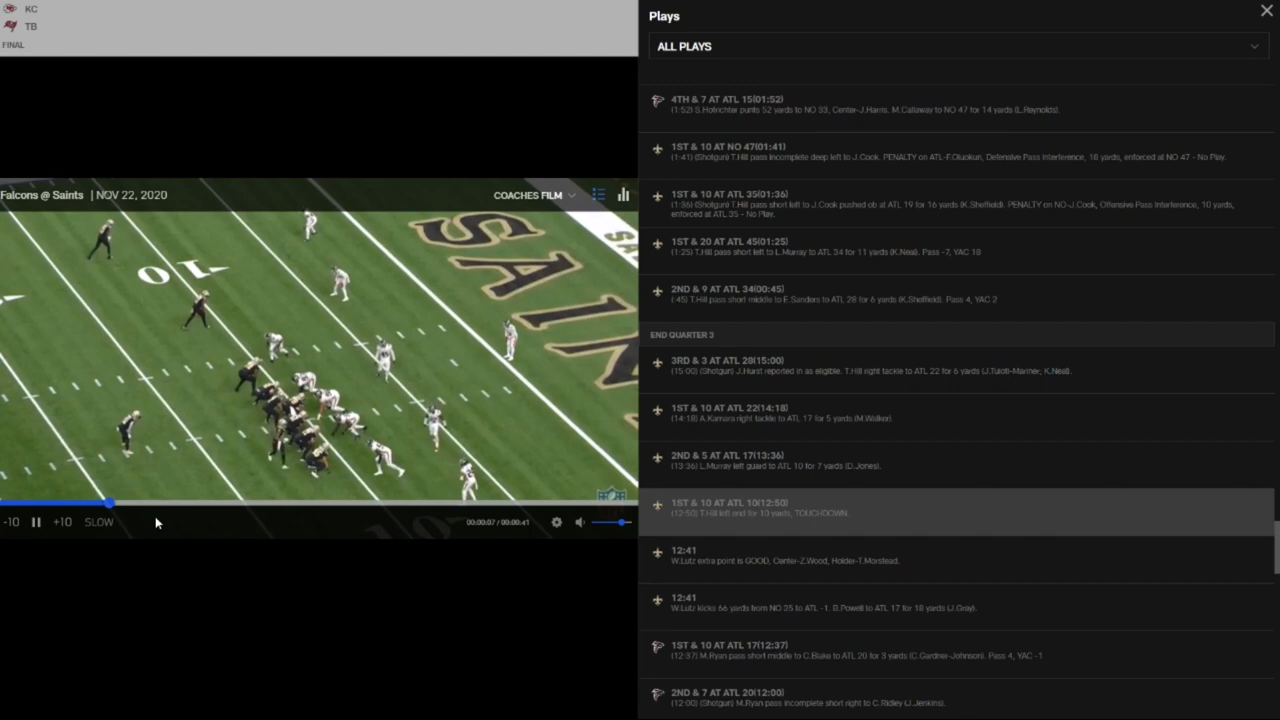 KC
TB
FINAL
Falcons @ Saints | NOV 22, 2020
COACHES FILM
10
SAIN
-10
+10
SLOW
00:00:07 / 00:00:41
Plays
ALL PLAYS
4TH & 7 AT ATL 15(01:52)
(1:52) S.Hofrichter punts 52 yards to NO 33, Center-J.Harris. M.Callaway to NO 47 for 14 yards (L.Reynolds).
1ST & 10 AT NO 47(01:41)
(1:41) (Shotgun) T.Hill pass incomplete deep left to J.Cook. PENALTY on ATL-F.Oluokun, Defensive Pass Interference, 18 yards, enforced at NO 47 - No Play.
1ST & 10 AT ATL 35(01:36)
(1:36) (Shotgun) T.Hill pass short left to J.Cook pushed ob at ATL 19 for 16 yards (K.Sheffield). PENALTY on NO-J.Cook, Offensive Pass Interference, 10 yards,
enforced at ATL 35 - No Play.
1ST & 20 AT ATL 45(01:25)
(1:25) T.Hill pass short left to L.Murray to ATL 34 for 11 yards (K.Neal). Pass -7, YAC 18
2ND & 9 AT ATL 34(00:45)
(:45) T.Hill pass short middle to E.Sanders to ATL 28 for 6 yards (K.Sheffield). Pass 4, YAC 2
END QUARTER 3
3RD & 3 AT ATL 28(15:00)
(15:00) (Shotgun) J.Hurst reported in as eligible. T.Hill right tackle to ATL 22 for 6 yards (J.Tuioti-Mariner, K.Neal).
1ST & 10 AT ATL 22(14:18)
(14:18) A.Kamara right tackle to ATL 17 for 5 yards (M.Walker).
2ND & 5 AT ATL 17(13:36)
(13:36) L.Murray left guard to ATL 10 for 7 yards (D.Jones).
1ST & 10 AT ATL 10(12:50)
(12:50) T.Hill left end for 10 yards, TOUCHDOWN.
12:41
W.Lutz extra point is GOOD, Center-Z.Wood, Holder-T.Morstead.
12:41
W.Lutz kicks 66 yards from NO 35 to ATL -1. B.Powell to ATL 17 for 18 yards (J.Gray).
1ST & 10 AT ATL 17(12:37)
(12:37) M.Ryan pass short middle to C.Blake to ATL 20 for 3 yards (C.Gardner-Johnson). Pass 4, YAC -1
2ND & 7 AT ATL 20(12:00)
(12:00) (Shotgun) M.Ryan pass incomplete short right to C.Ridley (J.Jenkins).